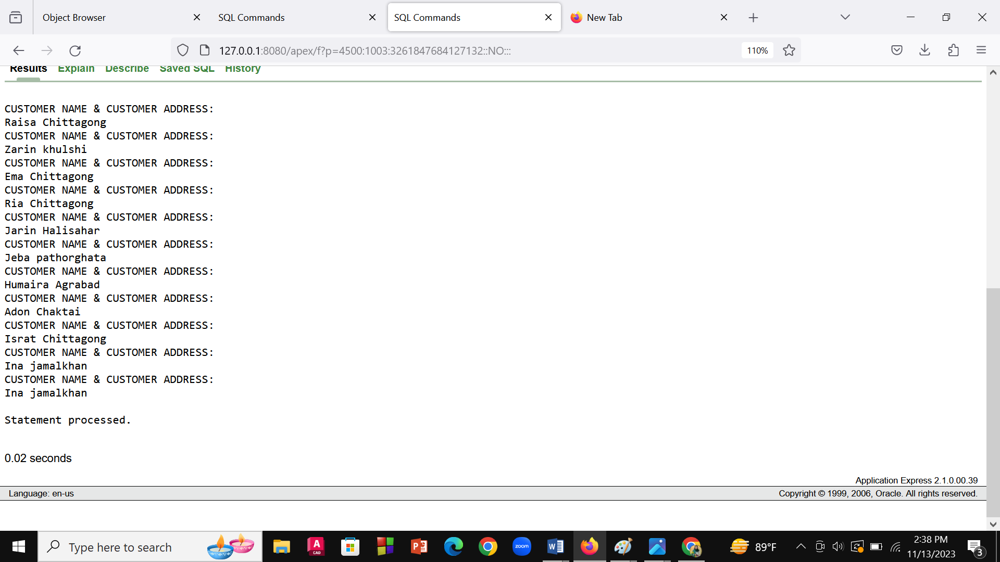 Object Browser
SQL Commands
SQL Commands
New Tab
127.0.0.1:8080/apex/f?p=4500:1003:3261847684127132::NO:::
110%
Results Explain Describe Saved SQL History
CUSTOMER NAME & CUSTOMER ADDRESS:
Raisa Chittagong
CUSTOMER NAME & CUSTOMER ADDRESS:
Zarin khulshi
CUSTOMER NAME & CUSTOMER ADDRESS:
Ema Chittagong
CUSTOMER NAME & CUSTOMER ADDRESS:
Ria Chittagong
CUSTOMER NAME & CUSTOMER ADDRESS:
Jarin Halisahar
CUSTOMER NAME & CUSTOMER ADDRESS:
Jeba pathorghata
CUSTOMER NAME & CUSTOMER ADDRESS:
Humaira Agrabad
CUSTOMER NAME & CUSTOMER ADDRESS:
Adon Chaktai
CUSTOMER NAME & CUSTOMER ADDRESS:
Israt Chittagong
CUSTOMER NAME & CUSTOMER ADDRESS:
Ina jamalkhan
CUSTOMER NAME & CUSTOMER ADDRESS:
Ina jamalkhan
Statement processed.
0.02 seconds
Application Express 2.1.0.00.39
Language: en-us
Copyright © 1999, 2006, Oracle. All rights reserved.
Type here to search
A CAD
P
zoom
W
89°F
2:38 PM
11/13/2023
3